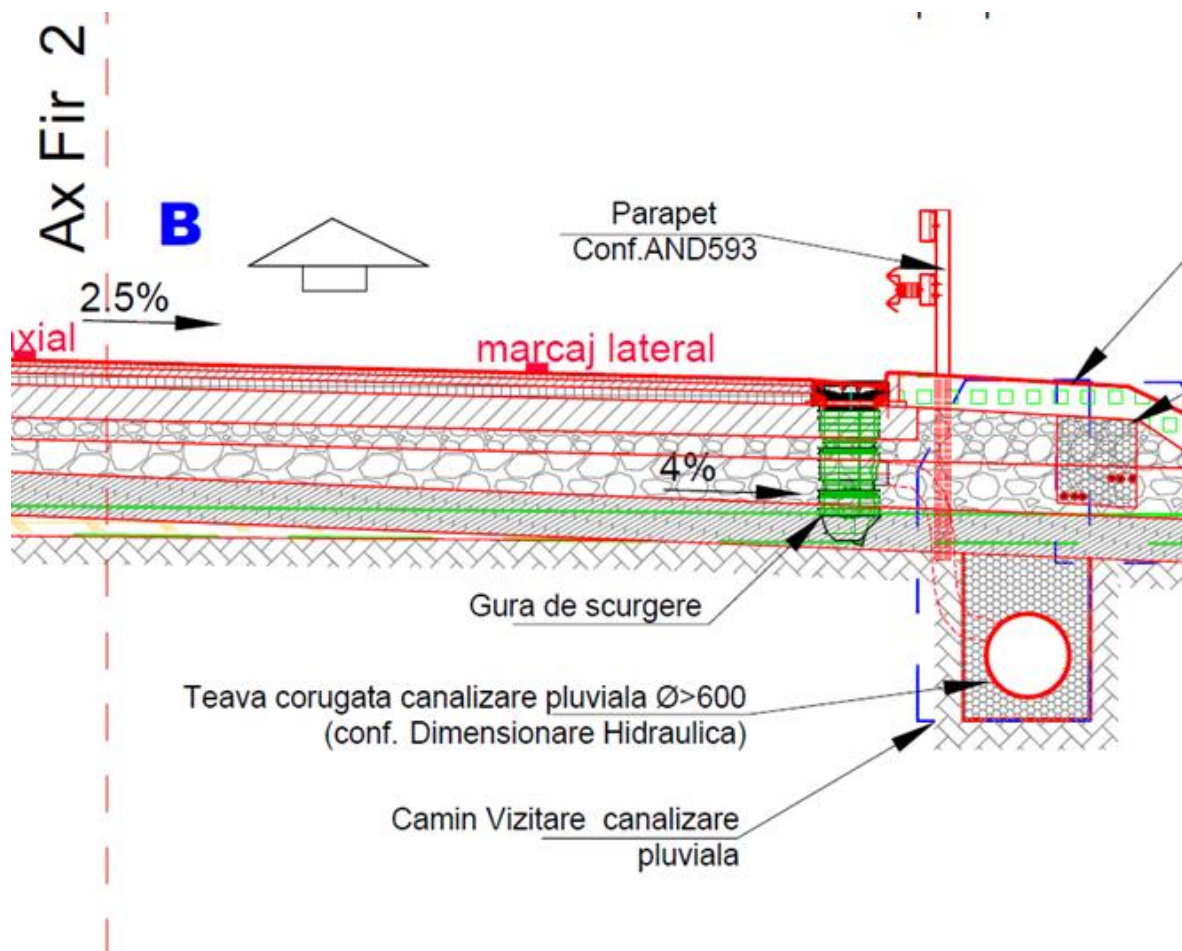 Ax Fir 2
B
Parapet
Conf.AND593
2.5%
xial
marcaj lateral
4%
Gura de scurgere
Teava corugata canalizare pluviala Ø>600
(conf. Dimensionare Hidraulica)
Camin Vizitare canalizare
pluviala